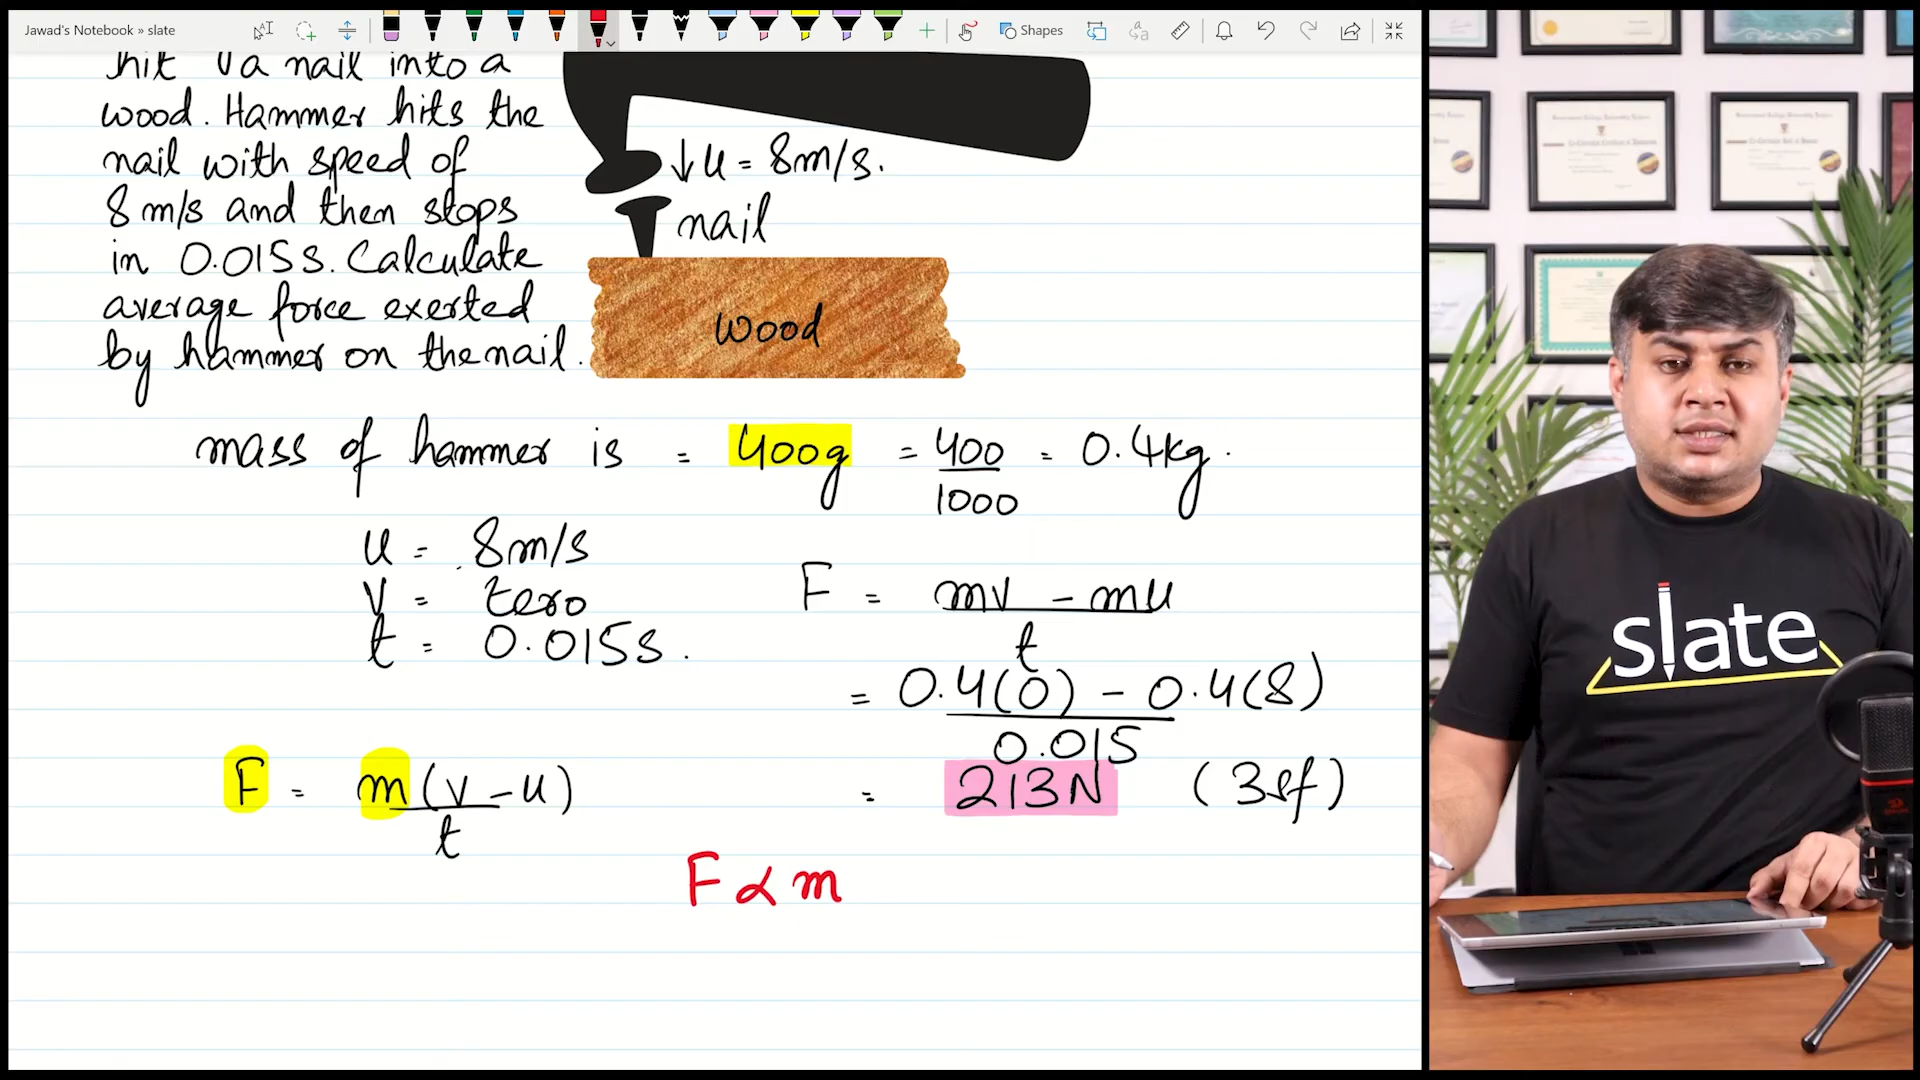 Jawad's Notebook » slate
Shapes
hit a nail into a
wood. Hammer hits the
nail with speed of
8 m/s and then stops
in 0.015s. Calculate
average force exerted
by hammer on the nail.
↓ u = 8m/s.
nail
Wood
mass of hammer is = 400g = 400/1000 = 0.4kg.
u = 8m/s
v = zero
t = 0.015s.
F = mv - mu
t
= 0.4(0) - 0.4(8)
0.015
= 213N (3sf)
F = m(v-u)
t
F α m
slate